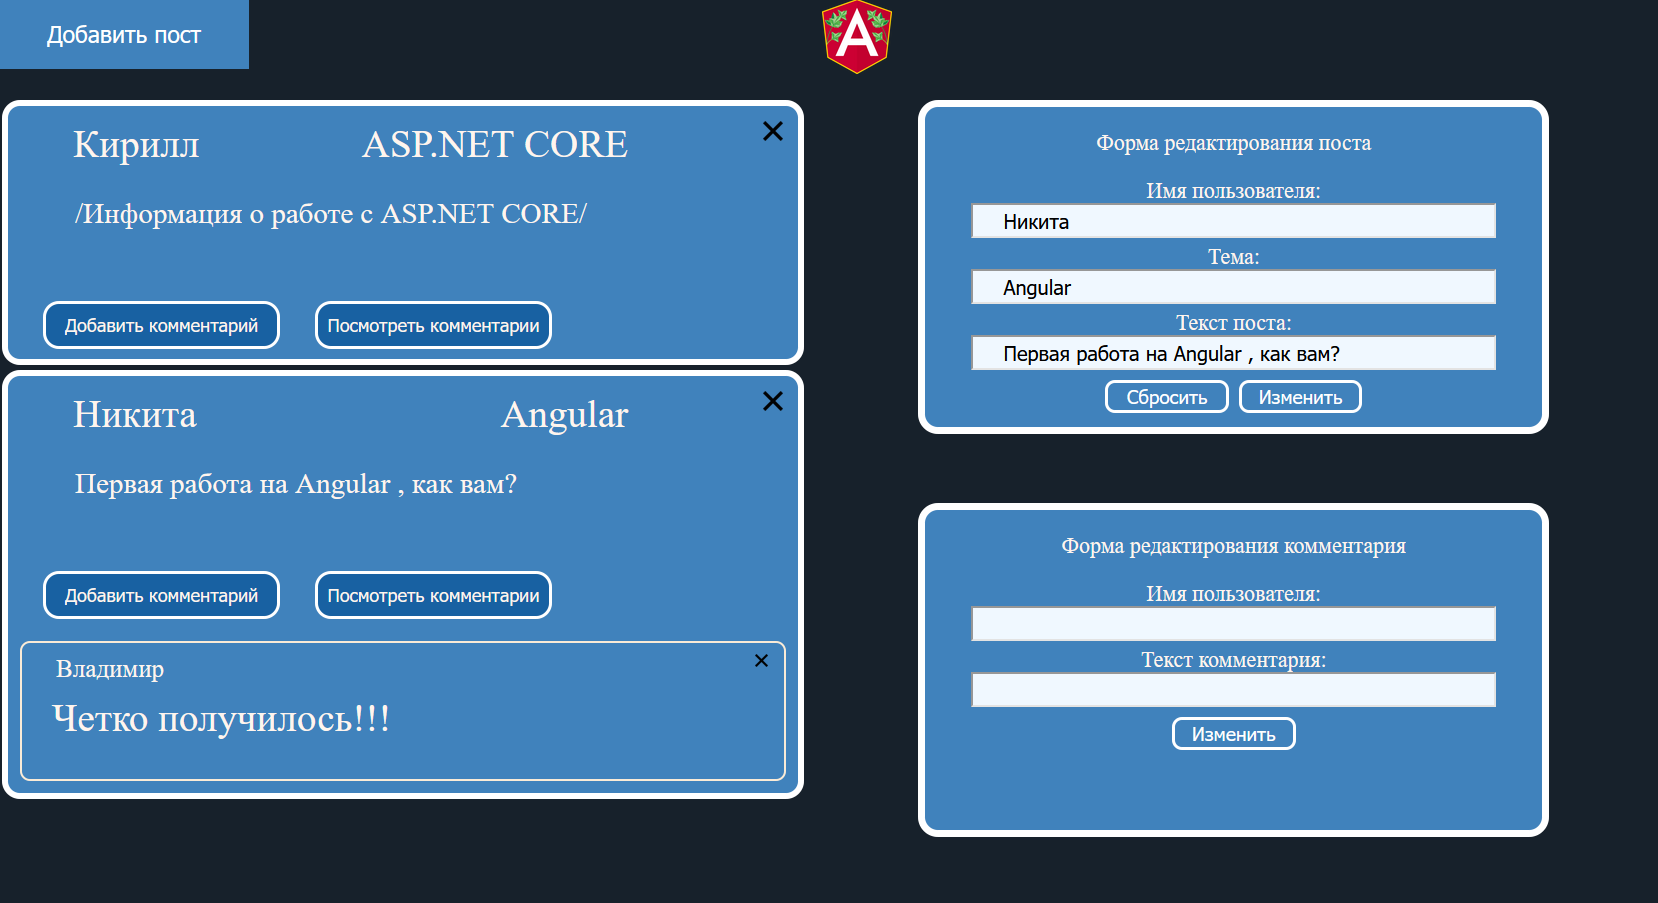 Добавить пост
A
Кирилл ASP.NET CORE
/Информация о работе с ASP.NET CORE/
Добавить комментарий Посмотреть комментарии
Никита Angular
Первая работа на Angular , как вам?
Добавить комментарий Посмотреть комментарии
Владимир
Четко получилось!!!
Форма редактирования поста
Имя пользователя:
Никита
Тема:
Angular
Текст поста:
Первая работа на Angular , как вам?
Сбросить Изменить
Форма редактирования комментария
Имя пользователя:
Текст комментария:
Изменить